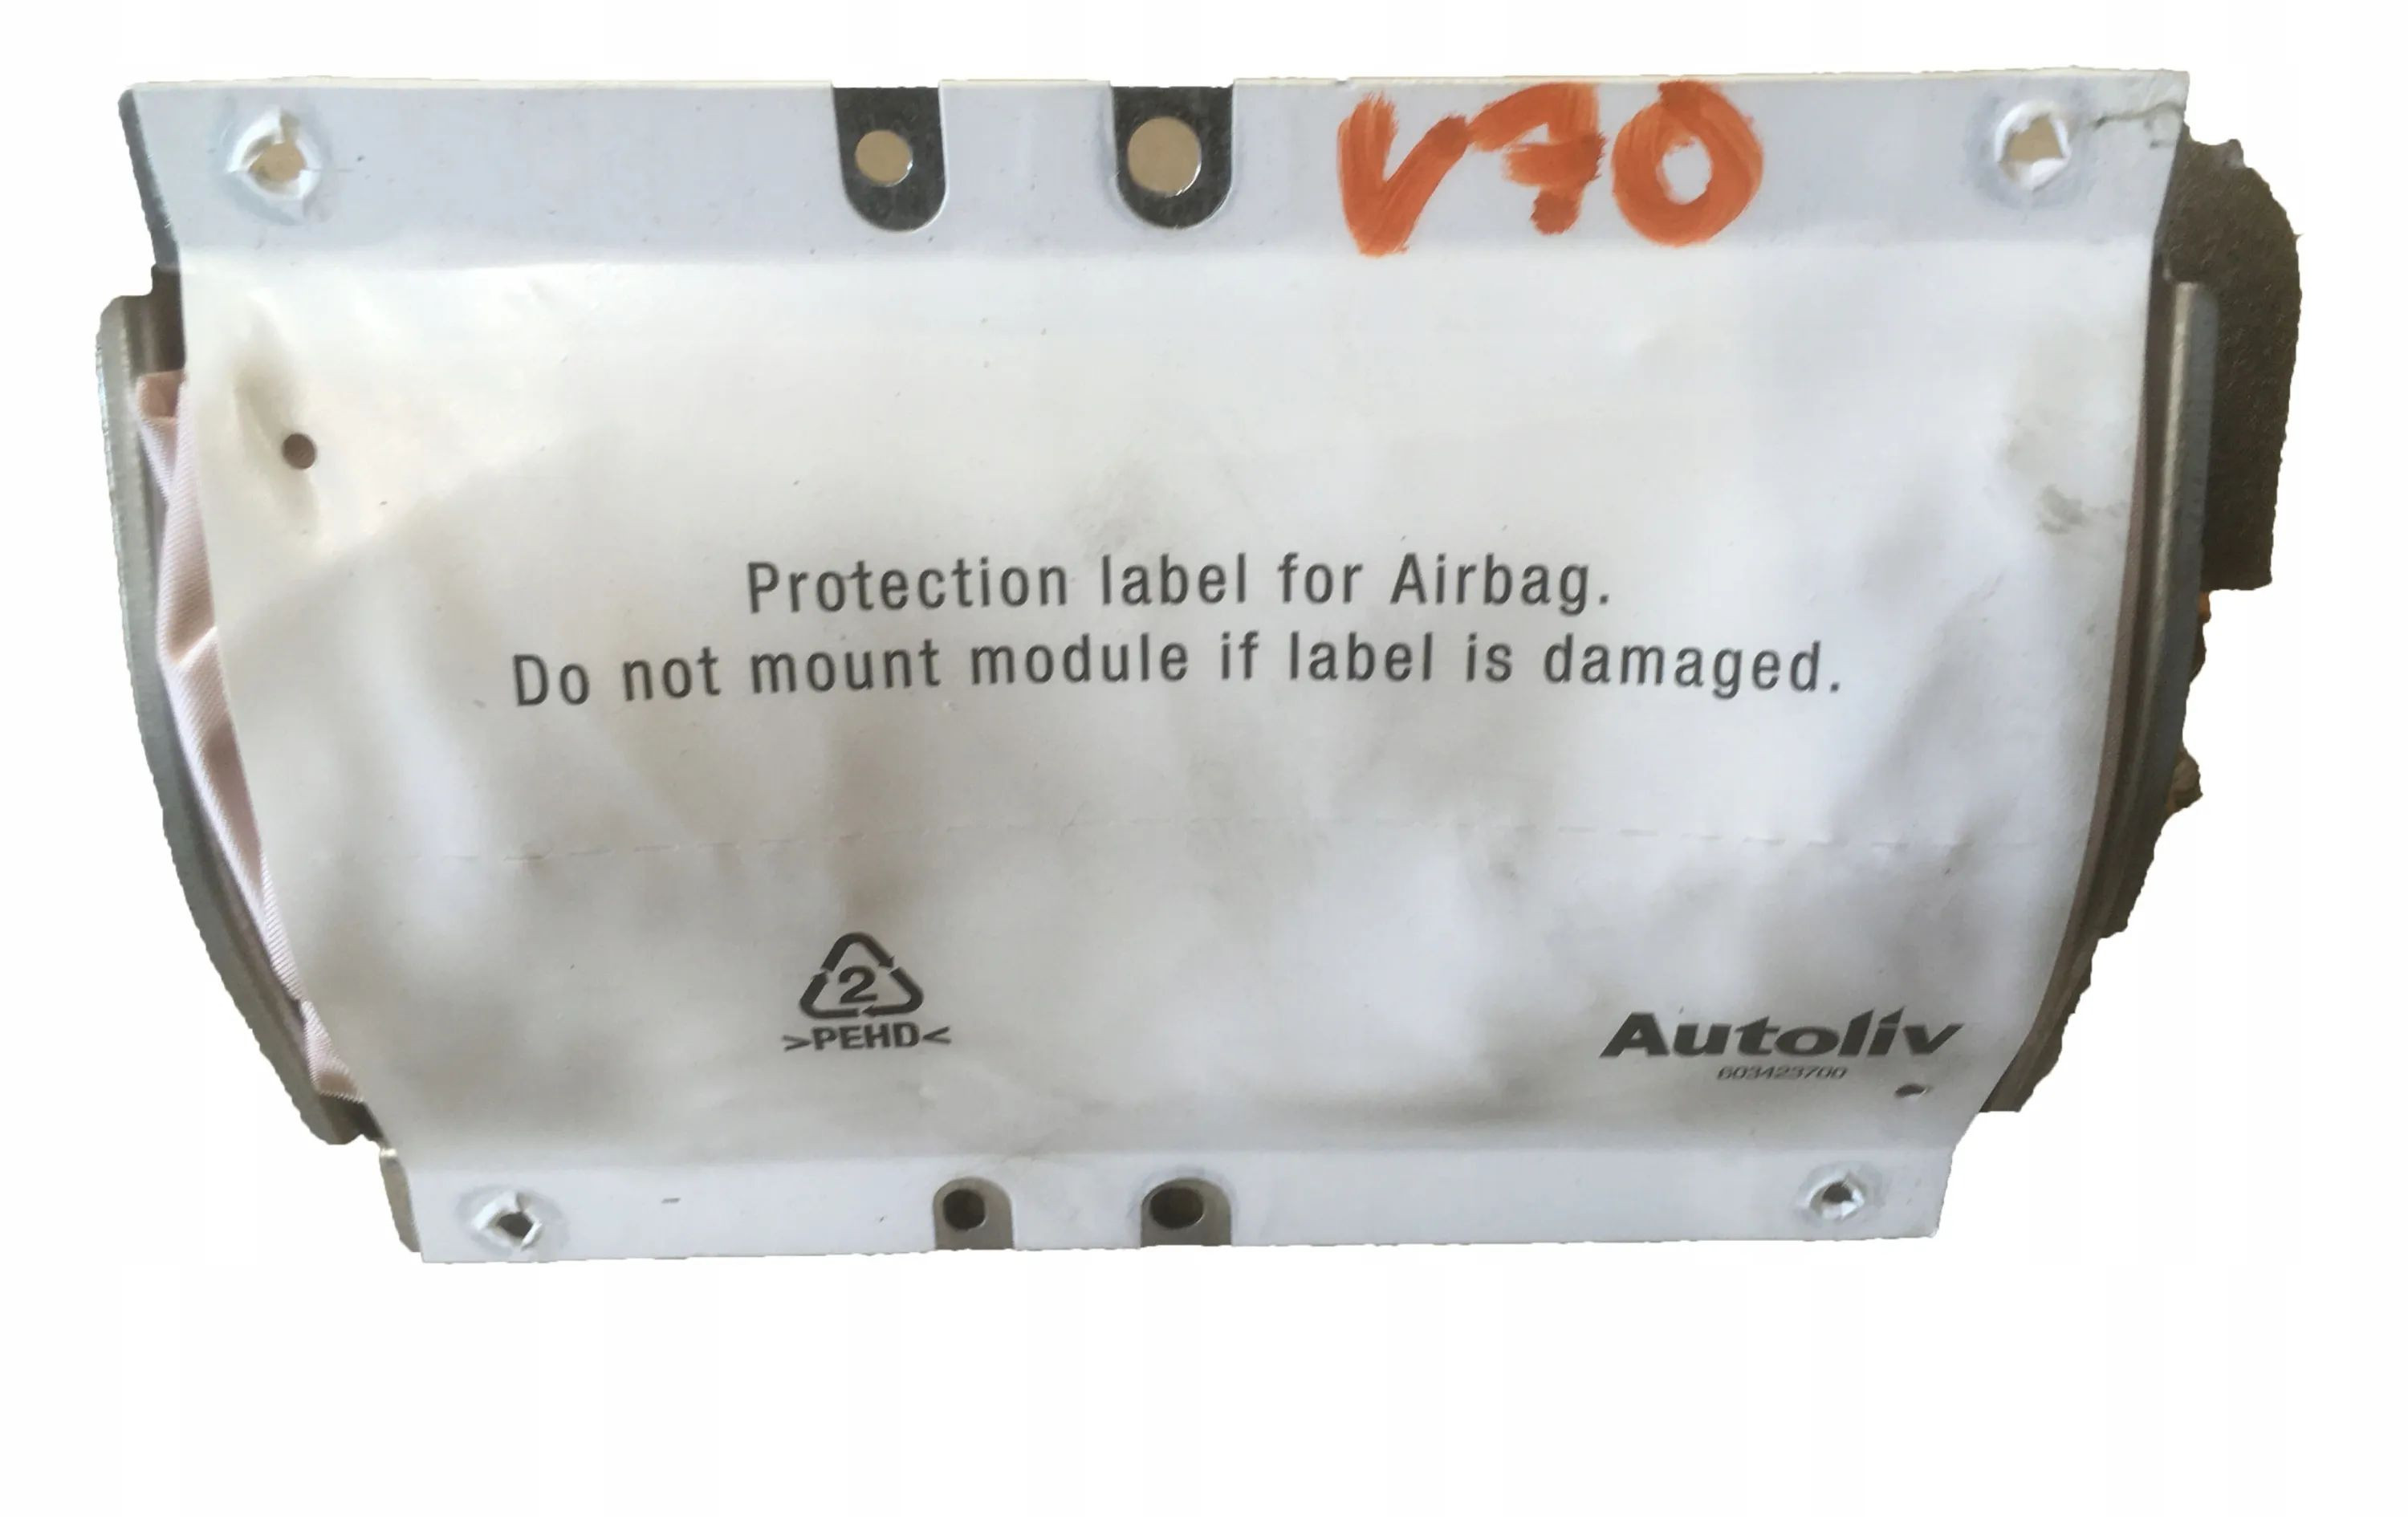 V70
Protection label for Airbag.
Do not mount module if label is damaged.
2
>PEHD<
Autoliv
603423700